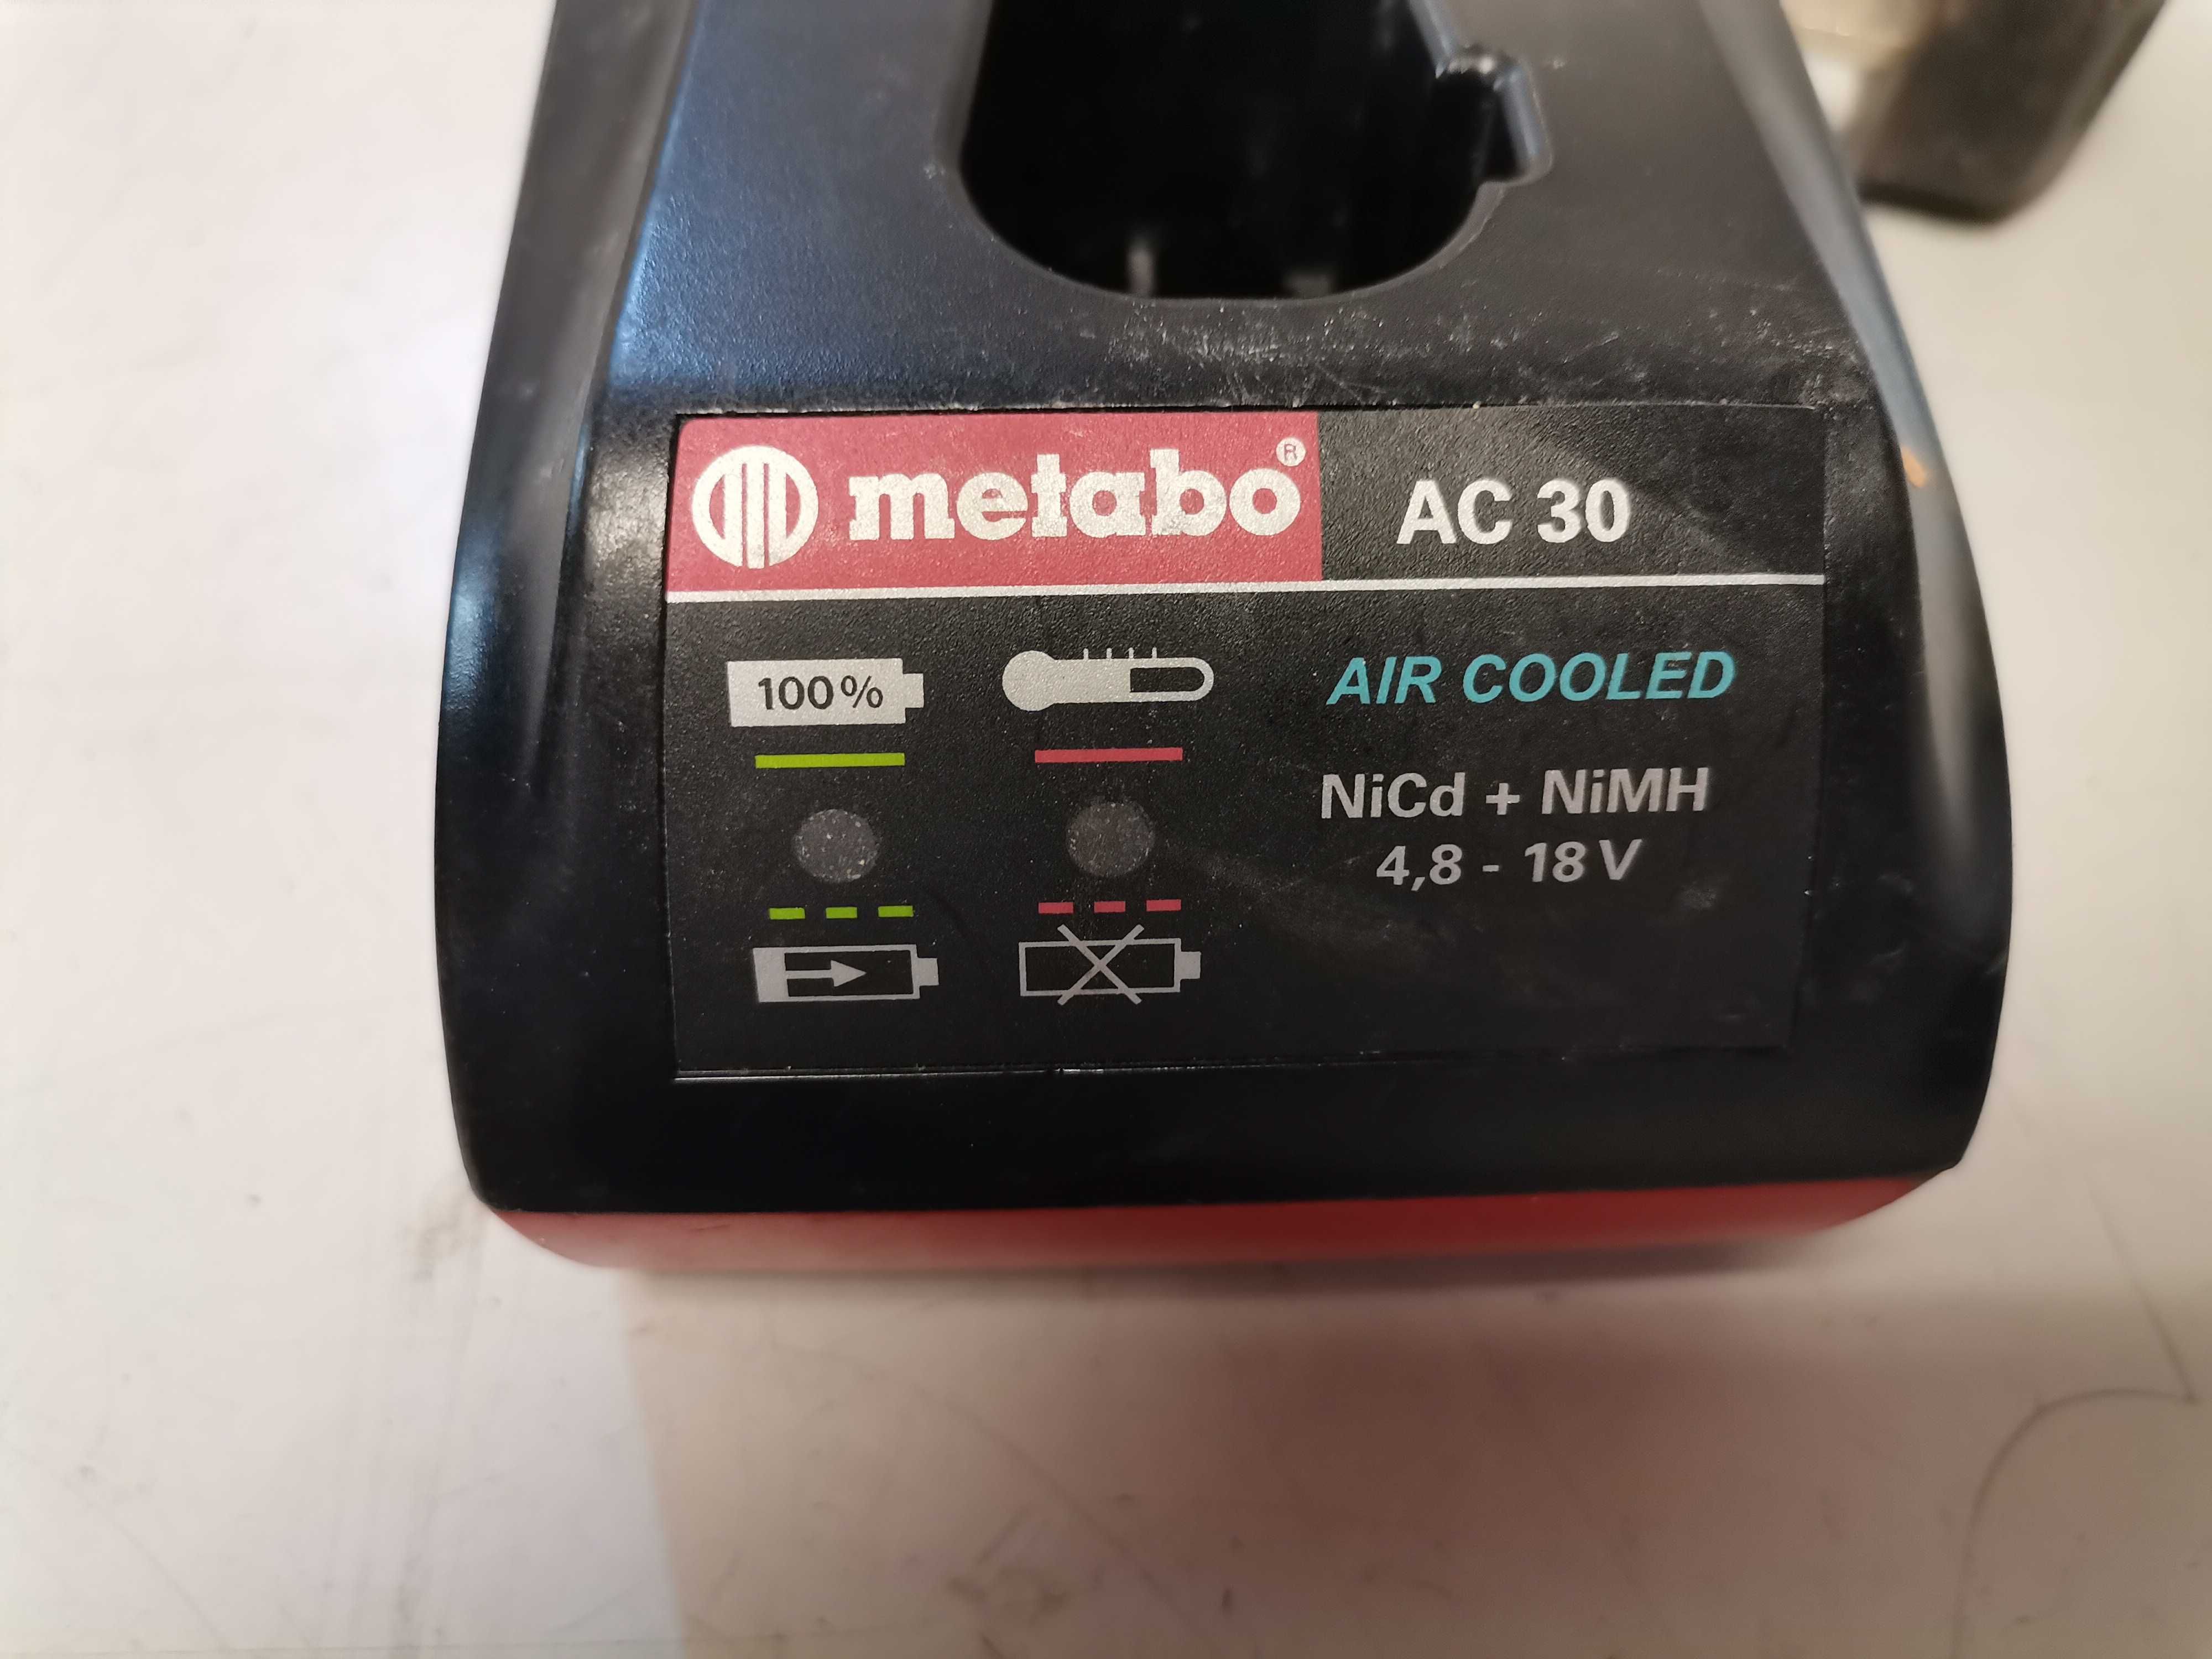 metabo® AC 30
100% AIR COOLED
NiCd + NiMH
4,8 - 18 V